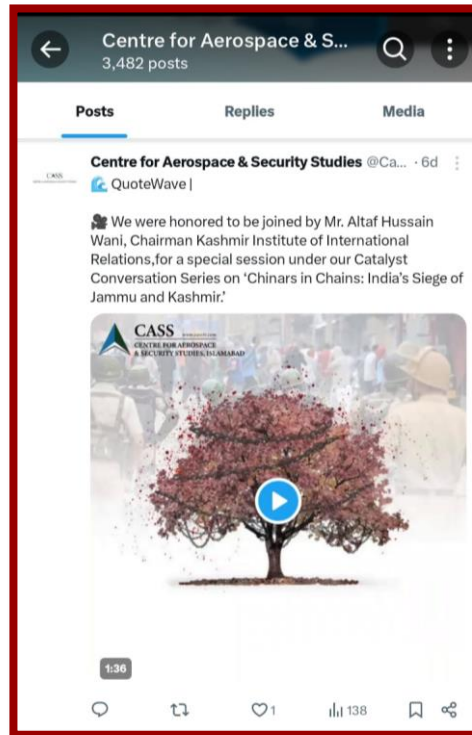 Centre for Aerospace & S...
3,482 posts
Posts
Replies
Media
Centre for Aerospace & Security Studies @Ca... · 6d
🌊 QuoteWave |
🎥 We were honored to be joined by Mr. Altaf Hussain
Wani, Chairman Kashmir Institute of International
Relations,for a special session under our Catalyst
Conversation Series on ‘Chinars in Chains: India’s Siege of
Jammu and Kashmir.’
CASS
CENTRE FOR AEROSPACE
& SECURITY STUDIES, ISLAMABAD
1:36
1
138